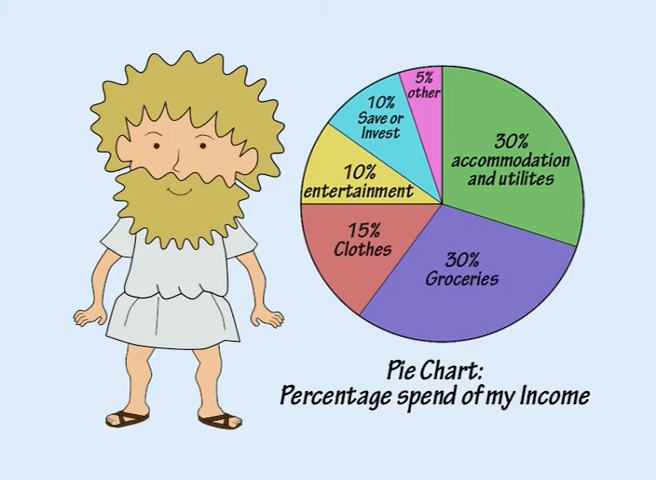 5%
other
10%
Save or
Invest
30%
accommodation
and utilites
10%
entertainment
15%
Clothes
30%
Groceries
Pie Chart:
Percentage spend of my Income